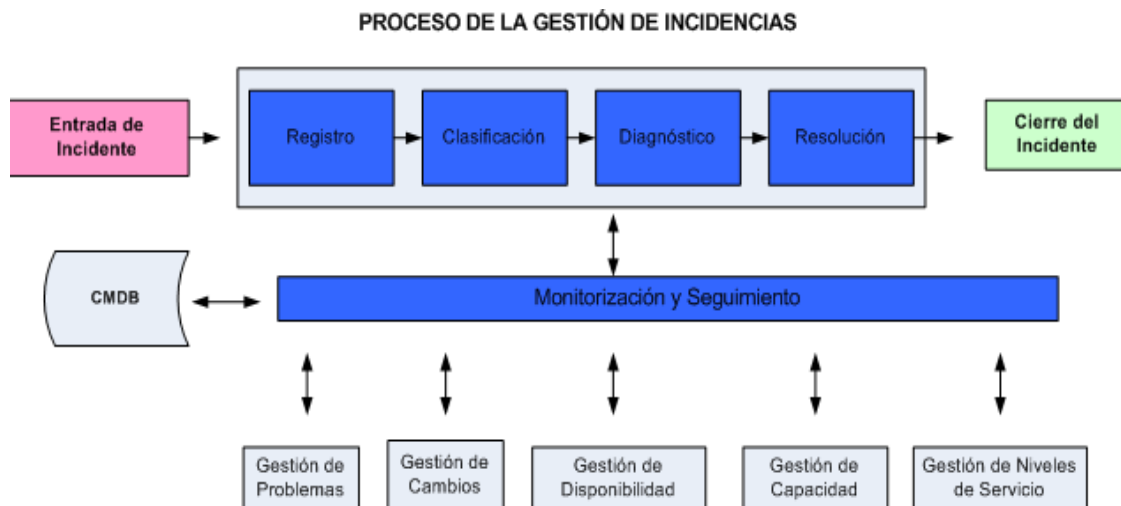 PROCESO DE LA GESTIÓN DE INCIDENCIAS
Entrada de
Incidente
Registro
Clasificación
Diagnóstico
Resolución
Cierre del
Incidente
CMDB
Monitorización y Seguimiento
Gestión de
Problemas
Gestión de
Cambios
Gestión de
Disponibilidad
Gestión de
Capacidad
Gestión de Niveles
de Servicio